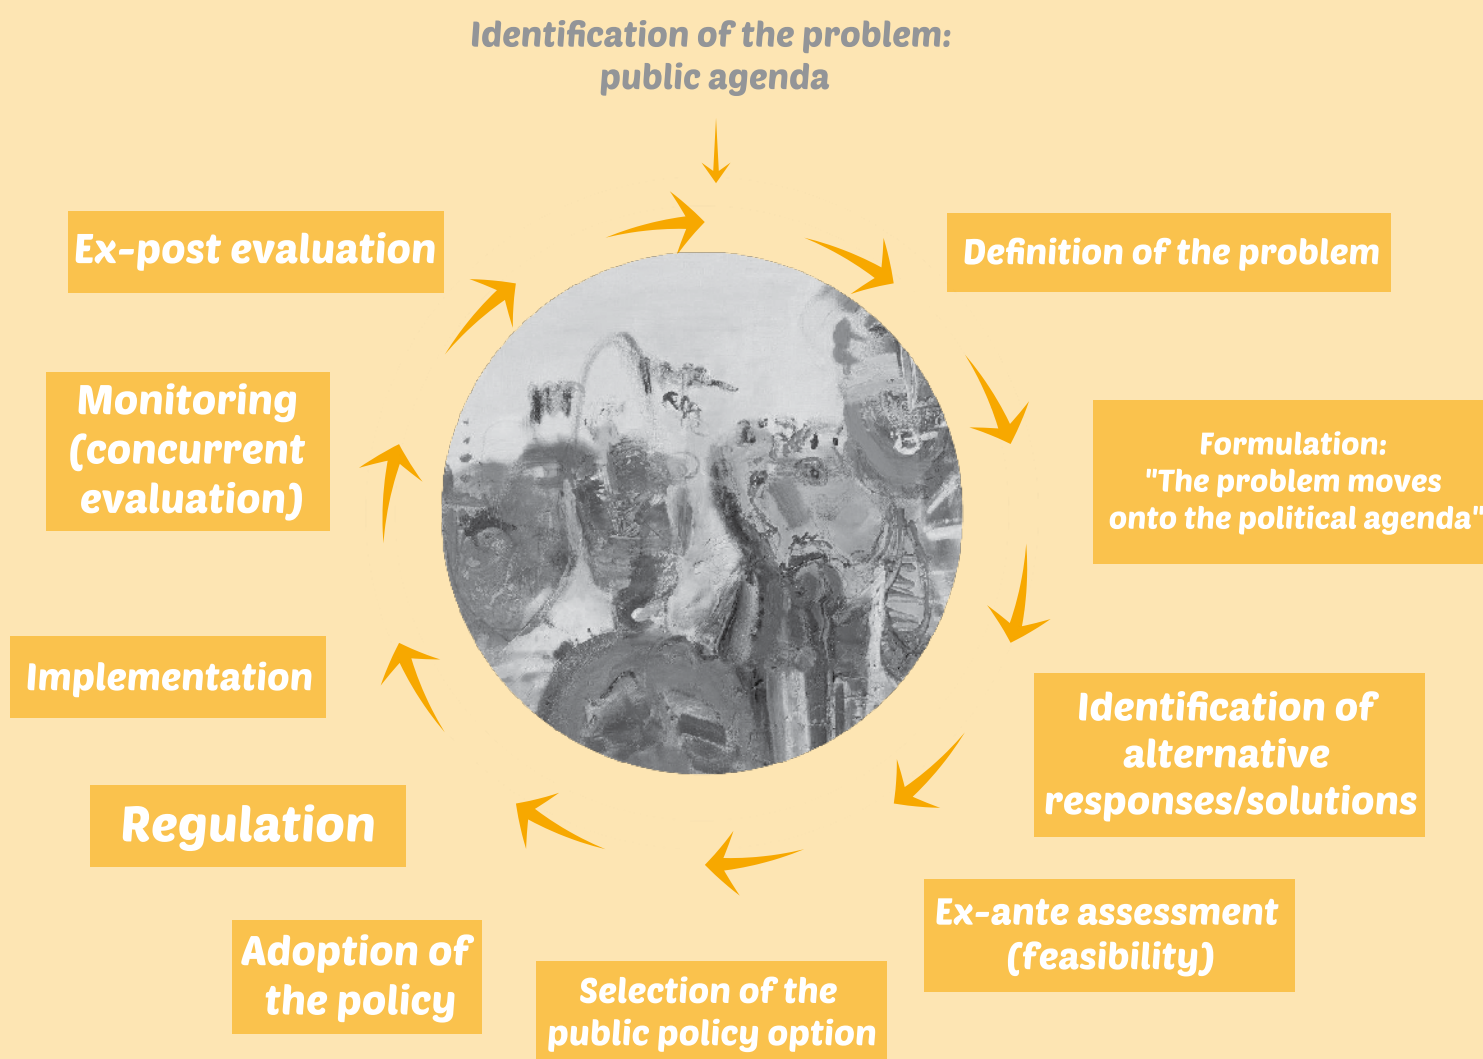 Identification of the problem:
public agenda
Definition of the problem
Formulation:
"The problem moves
onto the political agenda"
Identification of
alternative
responses/solutions
Ex-ante assessment
(feasibility)
Selection of the
public policy option
Adoption of
the policy
Regulation
Implementation
Monitoring
(concurrent
evaluation)
Ex-post evaluation